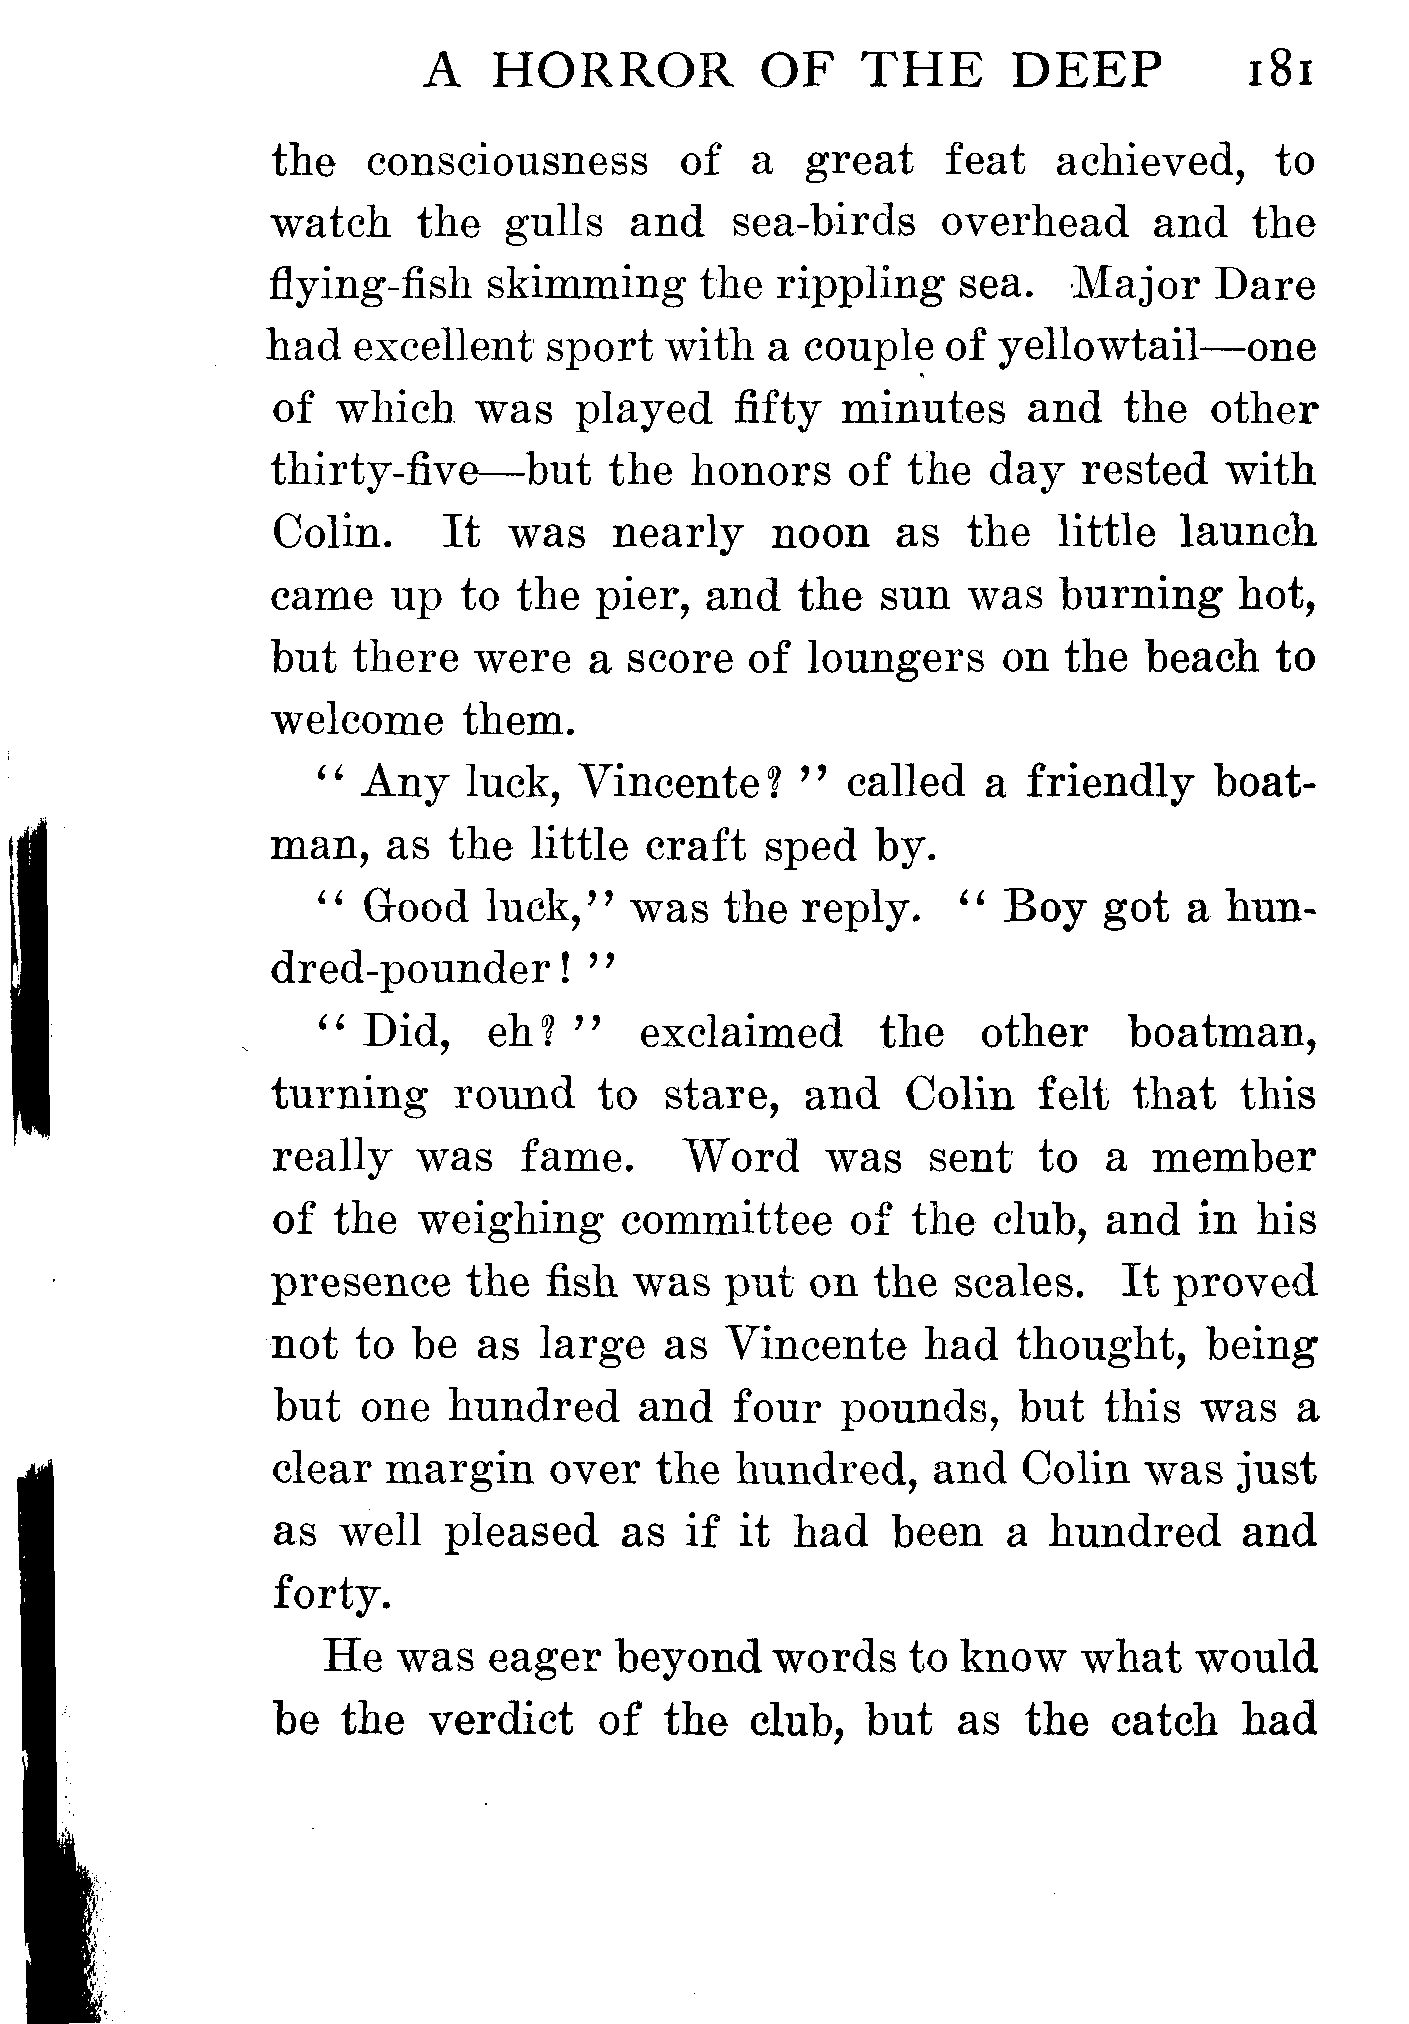 A HORROR OF THE DEEP 181
the consciousness of a great feat achieved, to
watch the gulls and sea-birds overhead and the
flying-fish skimming the rippling sea. Major Dare
had excellent sport with a couple of yellowtail—one
of which was played fifty minutes and the other
thirty-five—but the honors of the day rested with
Colin. It was nearly noon as the little launch
came up to the pier, and the sun was burning hot,
but there were a score of loungers on the beach to
welcome them.
“ Any luck, Vincente? ” called a friendly boat-
man, as the little craft sped by.
“ Good luck,” was the reply. “ Boy got a hun-
dred-pounder! ”
“ Did, eh? ” exclaimed the other boatman,
turning round to stare, and Colin felt that this
really was fame. Word was sent to a member
of the weighing committee of the club, and in his
presence the fish was put on the scales. It proved
not to be as large as Vincente had thought, being
but one hundred and four pounds, but this was a
clear margin over the hundred, and Colin was just
as well pleased as if it had been a hundred and
forty.
He was eager beyond words to know what would
be the verdict of the club, but as the catch had